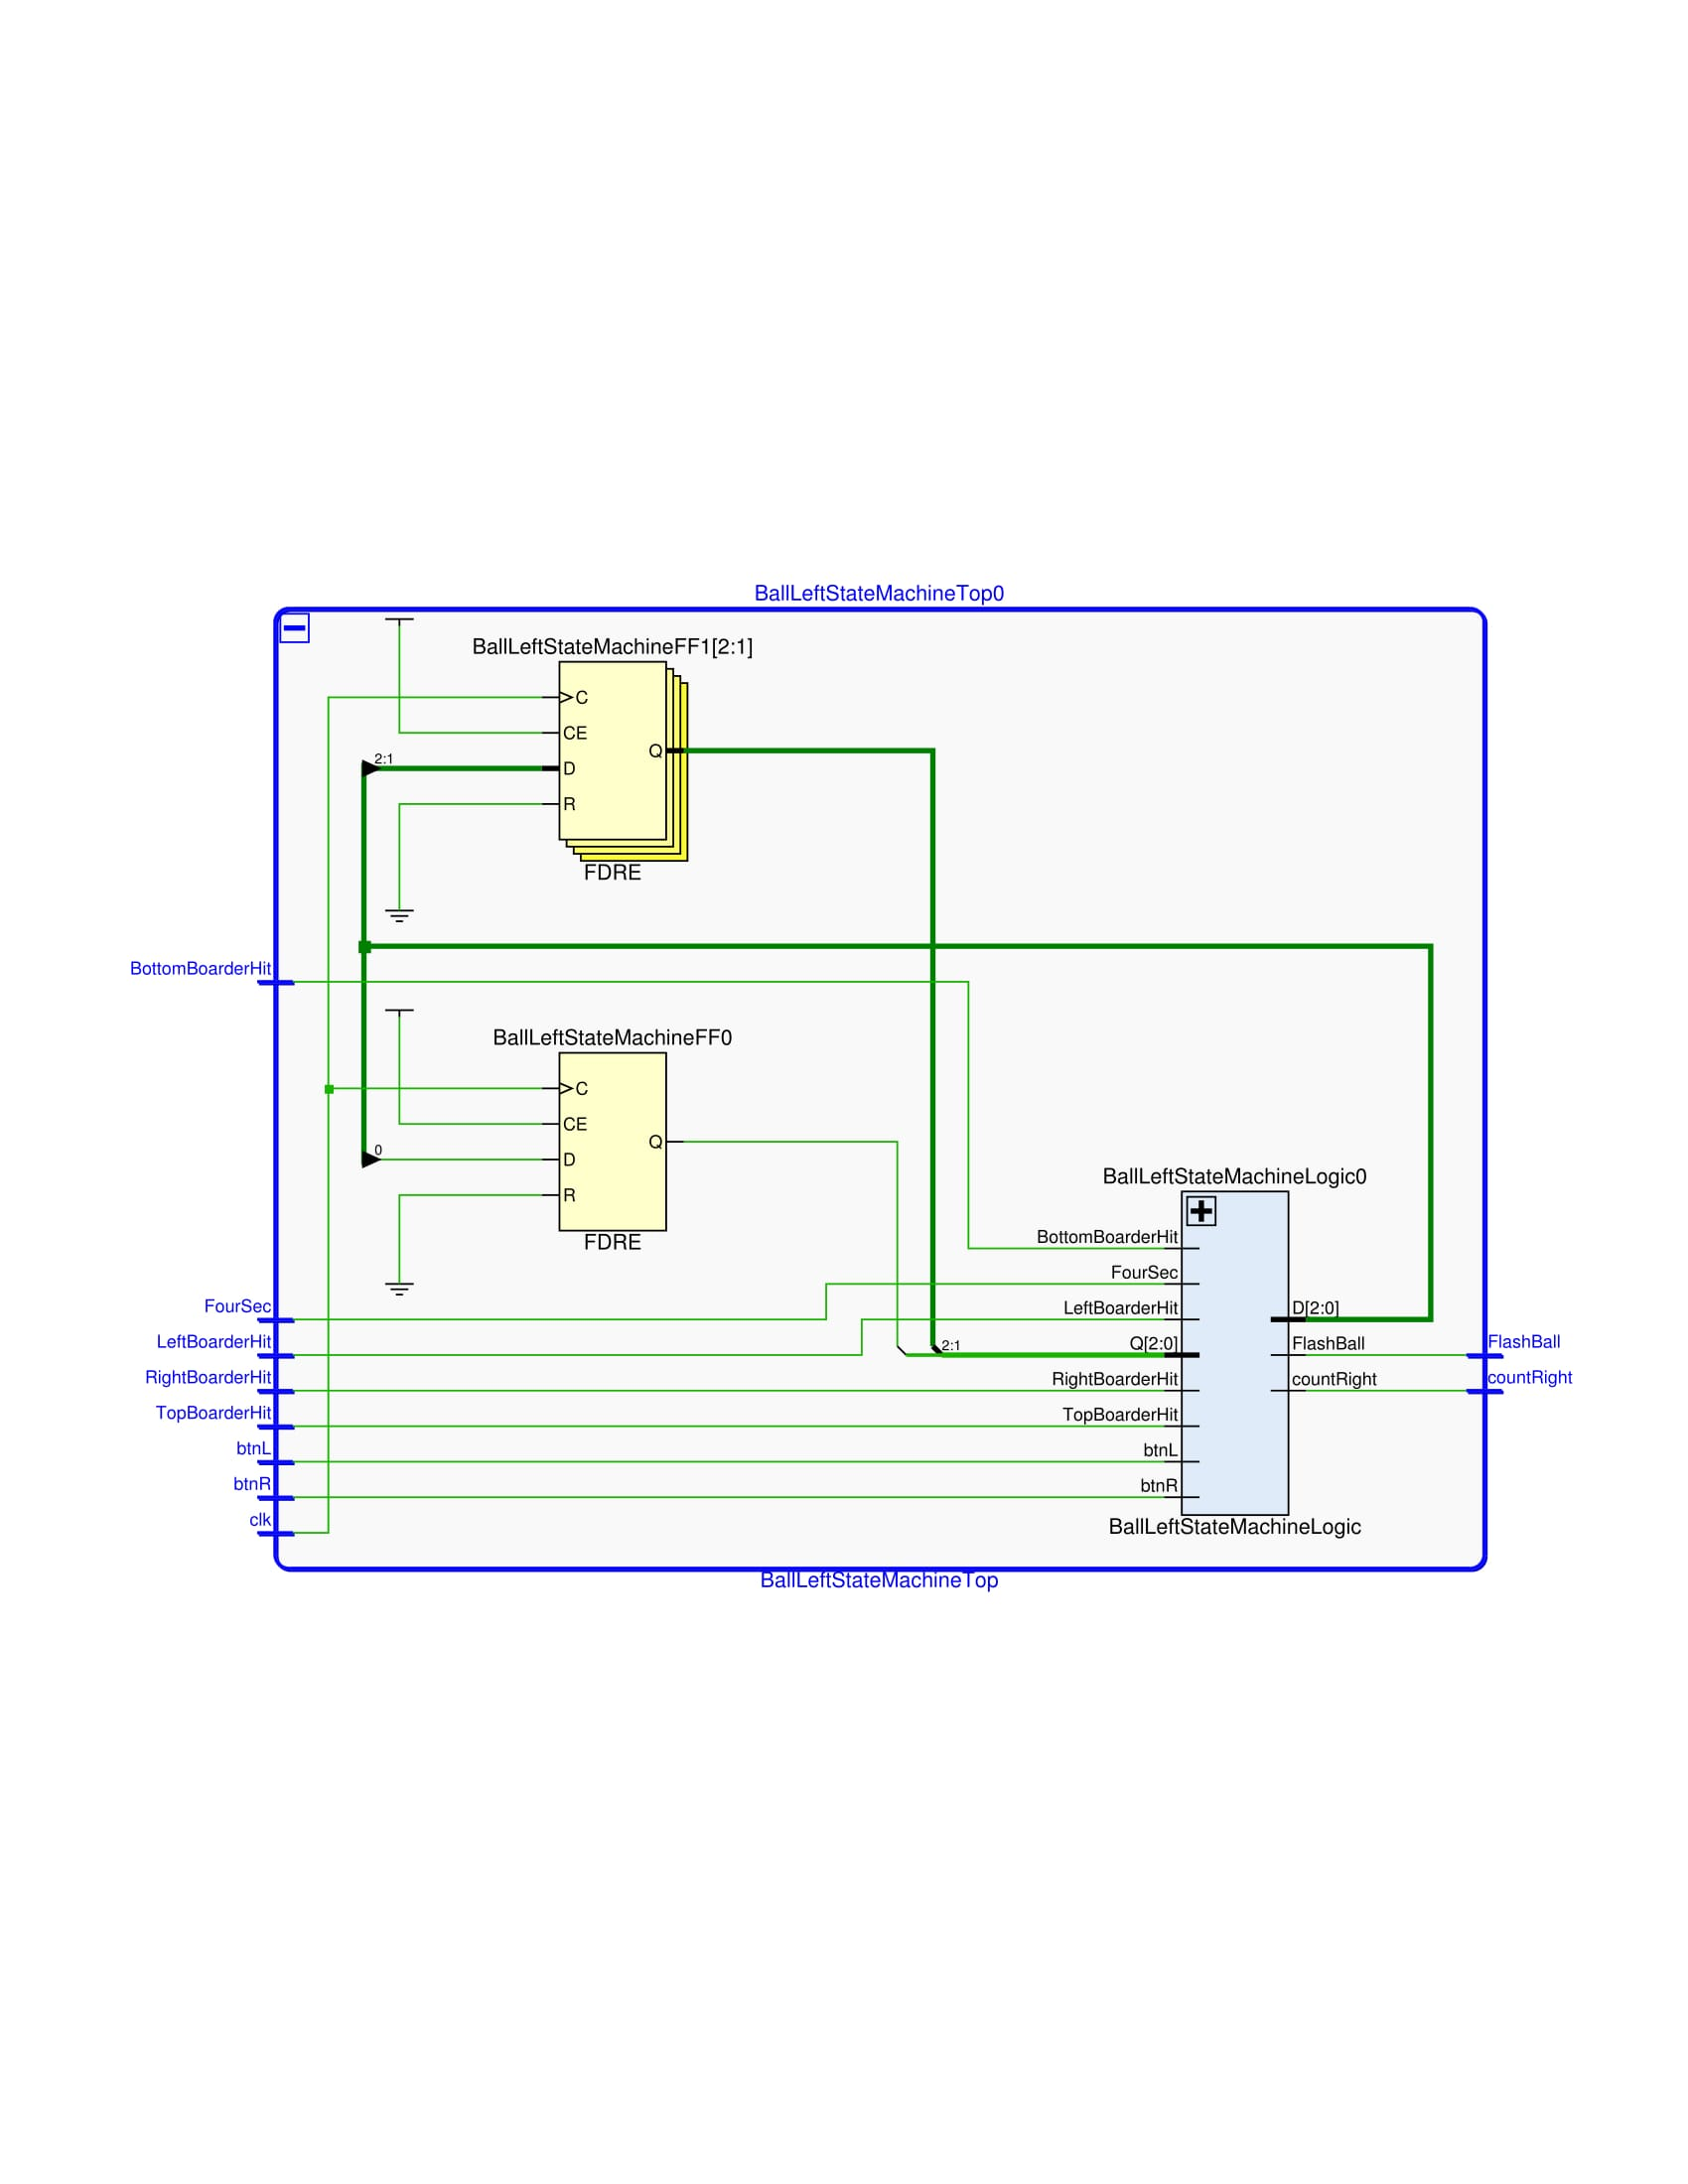 BallLeftStateMachineTop0
BallLeftStateMachineFF1[2:1]
C
CE
Q
2:1
D
R
FDRE
BottomBoarderHit
BallLeftStateMachineFF0
C
CE
Q
0
D
R
FDRE
BallLeftStateMachineLogic0
BottomBoarderHit
FourSec
FourSec
LeftBoarderHit
D[2:0]
LeftBoarderHit
2:1
Q[2:0]
FlashBall
FlashBall
RightBoarderHit
RightBoarderHit
countRight
countRight
TopBoarderHit
TopBoarderHit
btnL
btnL
btnR
btnR
clk
BallLeftStateMachineLogic
BallLeftStateMachineTop